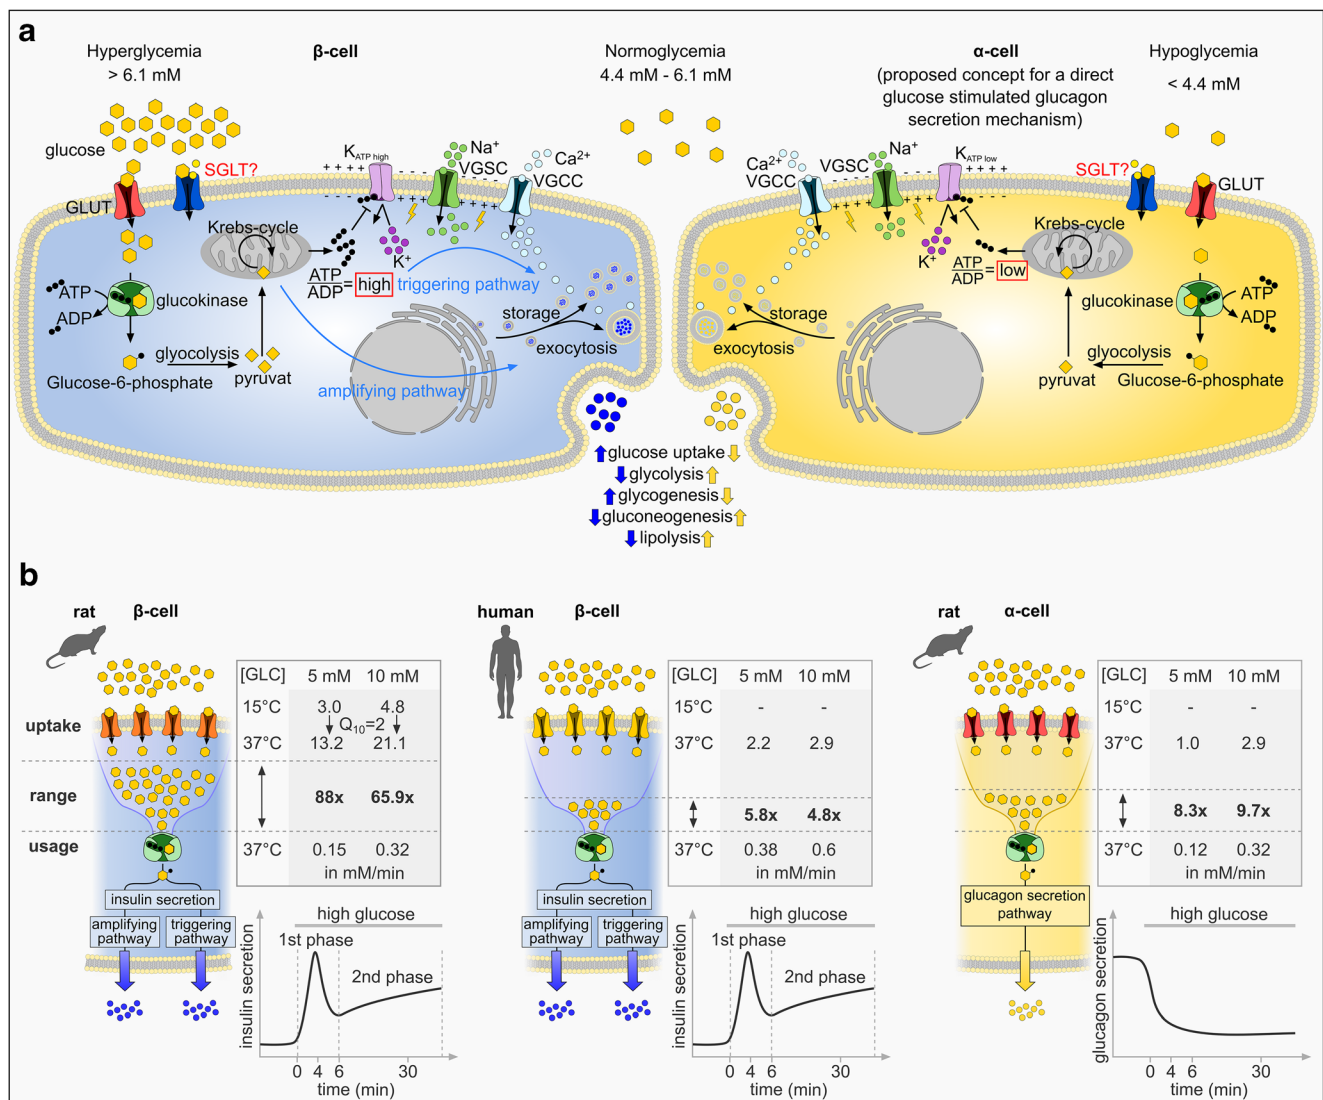 a
Hyperglycemia
> 6.1 mM
β-cell
Normoglycemia
4.4 mM - 6.1 mM
α-cell
(proposed concept for a direct
glucose stimulated glucagon
secretion mechanism)
Hypoglycemia
< 4.4 mM
glucose
SGLT?
GLUT
K ATP high
++++
Na+
VGSC
Ca2+
VGCC
++++
Krebs-cycle
K+
ATP
ADP
=
high
triggering pathway
ATP
ADP
glucokinase
glyocolysis
Glucose-6-phosphate
pyruvat
amplifying pathway
storage
exocytosis
Ca2+
VGCC
VGSC
Na+
K ATP low
++++
++++
SGLT?
GLUT
Krebs-cycle
K+
ATP
ADP
=
low
glucokinase
ATP
ADP
glyocolysis
pyruvat
Glucose-6-phosphate
storage
exocytosis
glucose uptake
glycolysis
glycogenesis
gluconeogenesis
lipolysis
b
rat
β-cell
uptake
range
usage
[GLC] 5 mM 10 mM
15°C 3.0 4.8
Q10=2
37°C 13.2 21.1
88x 65.9x
37°C 0.15 0.32
in mM/min
insulin secretion
amplifying
pathway
triggering
pathway
high glucose
1st phase
2nd phase
insulin secretion
0 4 6 30
time (min)
human
β-cell
[GLC] 5 mM 10 mM
15°C - -
37°C 2.2 2.9
5.8x 4.8x
37°C 0.38 0.6
in mM/min
insulin secretion
amplifying
pathway
triggering
pathway
high glucose
1st phase
2nd phase
insulin secretion
0 4 6 30
time (min)
rat
α-cell
[GLC] 5 mM 10 mM
15°C - -
37°C 1.0 2.9
8.3x 9.7x
37°C 0.12 0.32
in mM/min
glucagon secretion
pathway
high glucose
glucagon secretion
0 4 6 30
time (min)